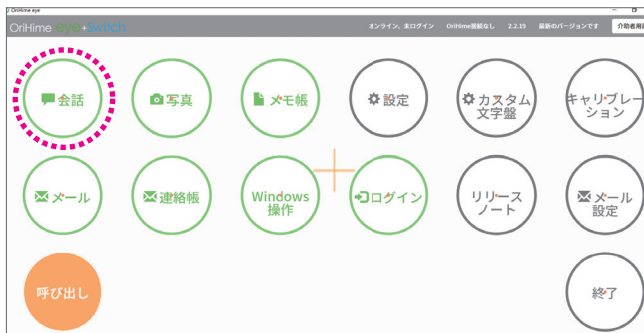 OriHime eye
OriHime eye+Switch
オンライン、未ログイン OriHime接続なし 2.2.19 最新のバージョンです 介助者用
会話
写真
メモ帳
設定
カスタム
文字盤
キャリブレー
ション
メール
連絡帳
Windows
操作
ログイン
リリース
ノート
メール
設定
呼び出し
終了